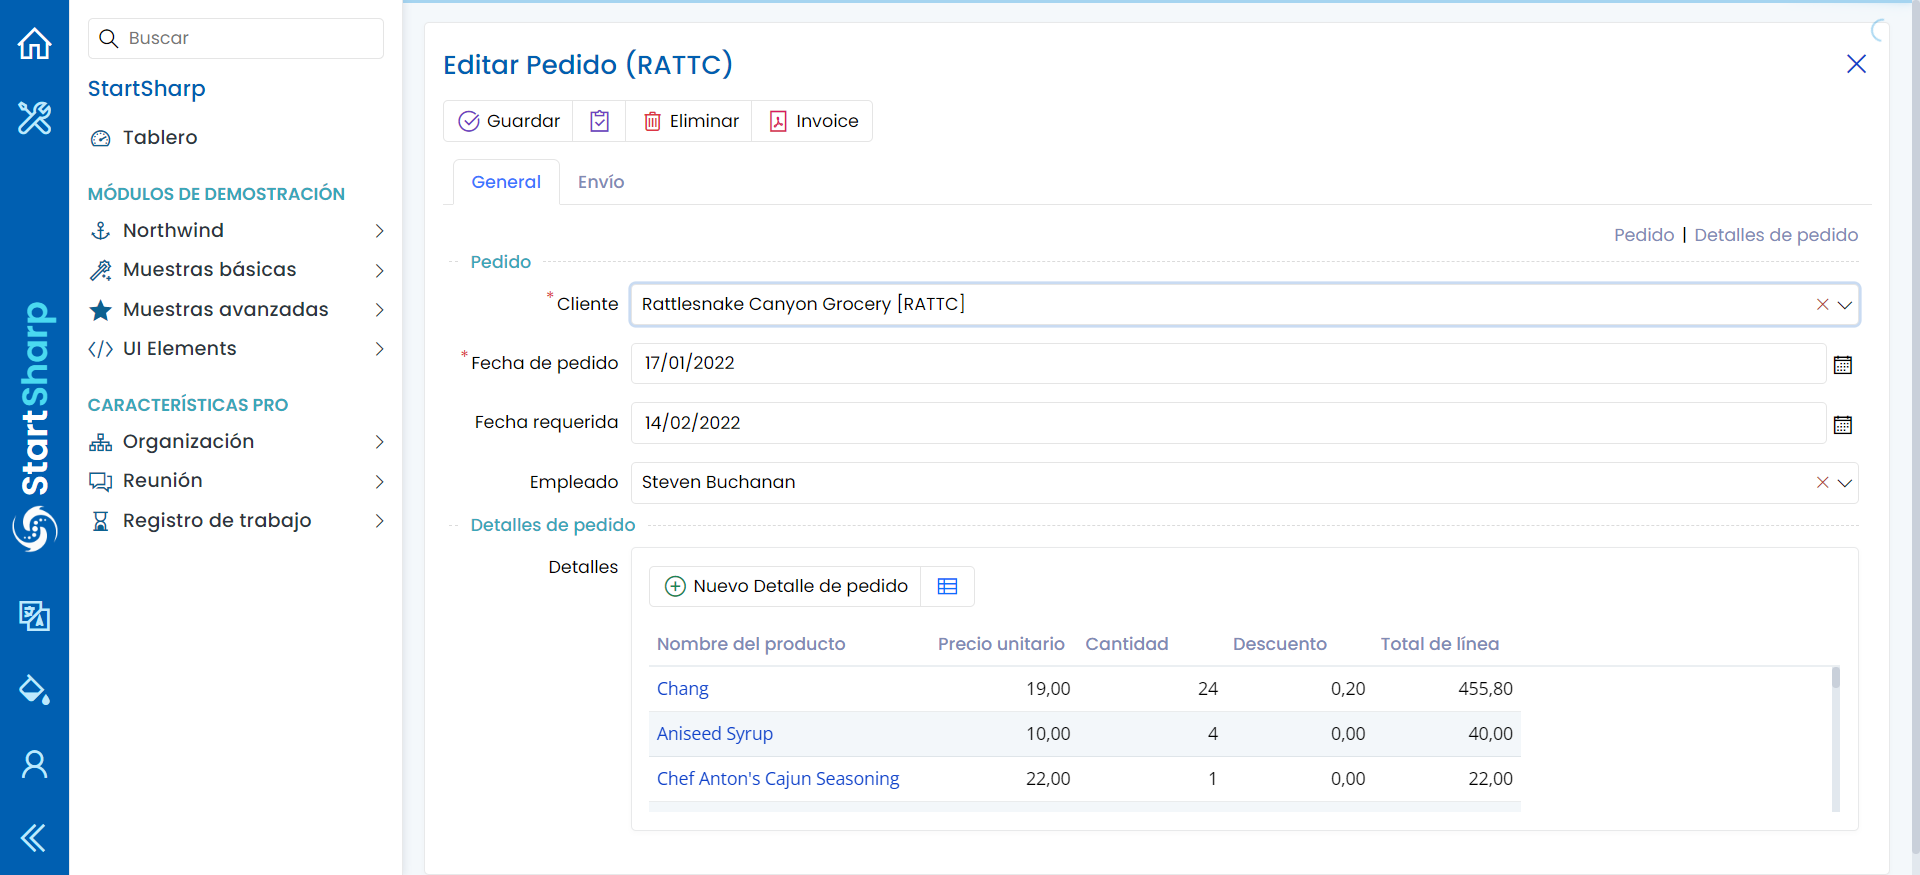 Buscar
StartSharp
Tablero
MÓDULOS DE DEMOSTRACIÓN
Northwind
Muestras básicas
Muestras avanzadas
UI Elements
CARACTERÍSTICAS PRO
Organización
Reunión
Registro de trabajo
StartSharp
Editar Pedido (RATTC)
Guardar Eliminar Invoice
General Envío
Pedido | Detalles de pedido
Pedido
* Cliente Rattlesnake Canyon Grocery [RATTC]
* Fecha de pedido 17/01/2022
Fecha requerida 14/02/2022
Empleado Steven Buchanan
Detalles de pedido
Detalles
Nuevo Detalle de pedido
Nombre del producto Precio unitario Cantidad Descuento Total de línea
Chang 19,00 24 0,20 455,80
Aniseed Syrup 10,00 4 0,00 40,00
Chef Anton's Cajun Seasoning 22,00 1 0,00 22,00